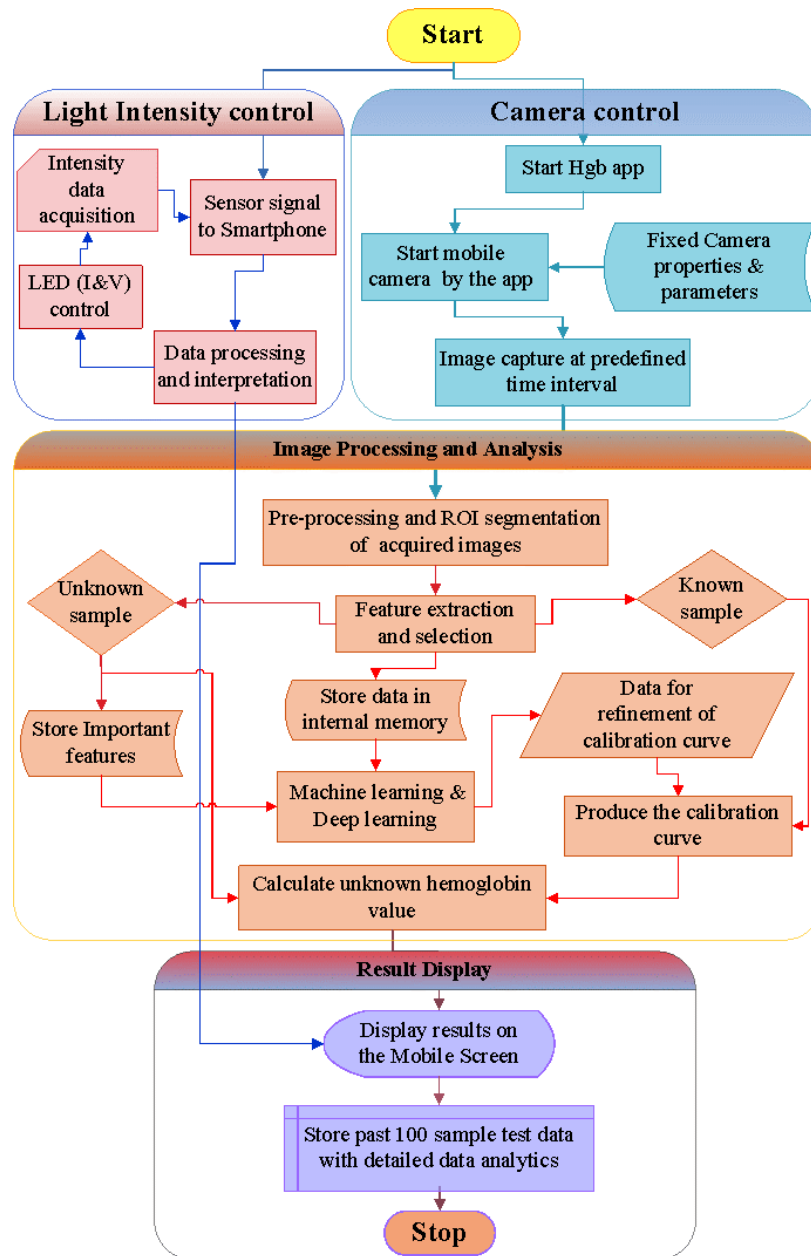 Start
Light Intensity control
Camera control
Intensity
data
acquisition
Sensor signal
to Smartphone
LED (I&V)
control
Data processing
and interpretation
Start Hgb app
Start mobile
camera by the app
Fixed Camera
properties &
parameters
Image capture at predefined
time interval
Image Processing and Analysis
Pre-processing and ROI segmentation
of acquired images
Unknown
sample
Feature extraction
and selection
Known
sample
Store Important
features
Store data in
internal memory
Data for
refinement of
calibration curve
Machine learning &
Deep learning
Produce the calibration
curve
Calculate unknown hemoglobin
value
Result Display
Display results on
the Mobile Screen
Store past 100 sample test data
with detailed data analytics
Stop